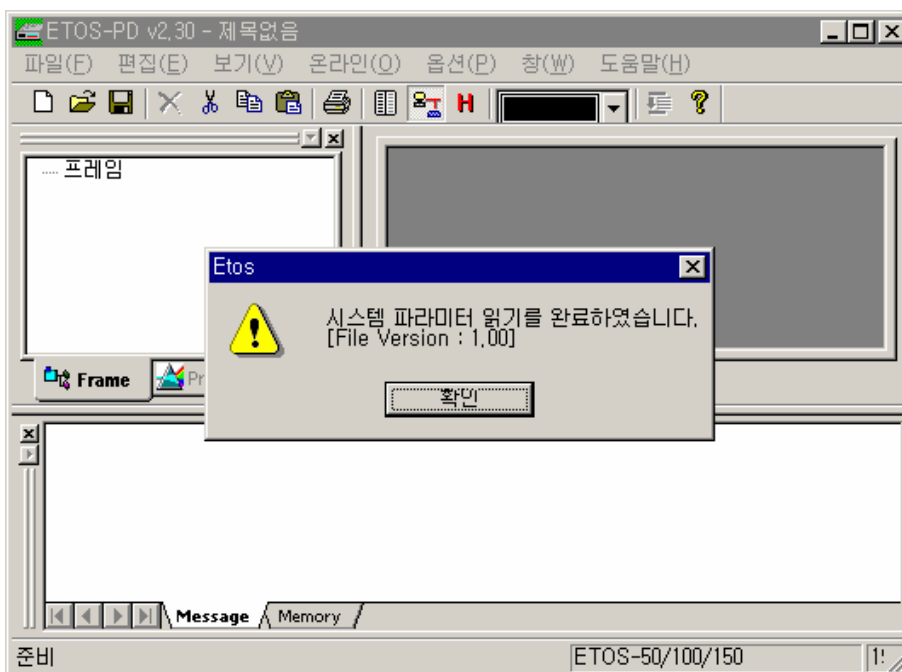 ETOS-PD v2,30 - 제목없음
파일(F) 편집(E) 보기(V) 온라인(O) 옵션(P) 창(W) 도움말(H)
프레임
Etos
시스템 파라미터 읽기를 완료하였습니다.
[File Version : 1,00]
확인
Frame
Message Memory
준비 ETOS-50/100/150